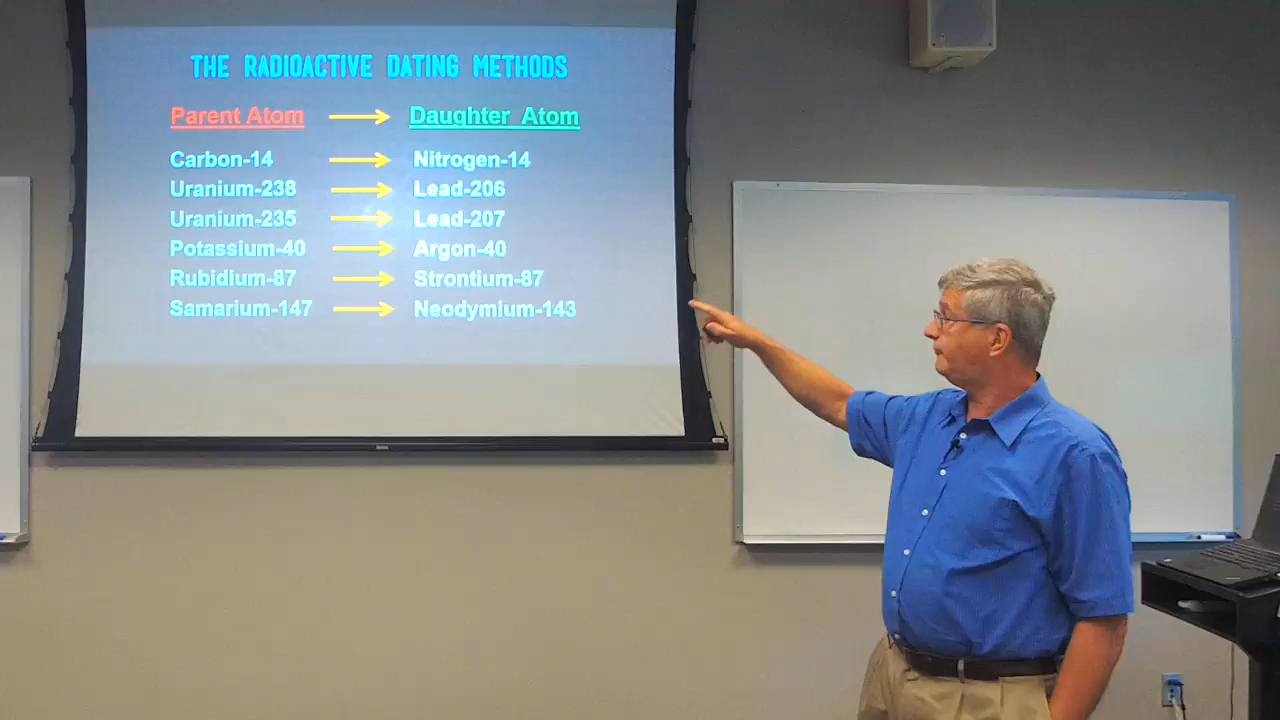 THE RADIOACTIVE DATING METHODS
Parent Atom → Daughter Atom
Carbon-14 → Nitrogen-14
Uranium-238 → Lead-206
Uranium-235 → Lead-207
Potassium-40 → Argon-40
Rubidium-87 → Strontium-87
Samarium-147 → Neodymium-143